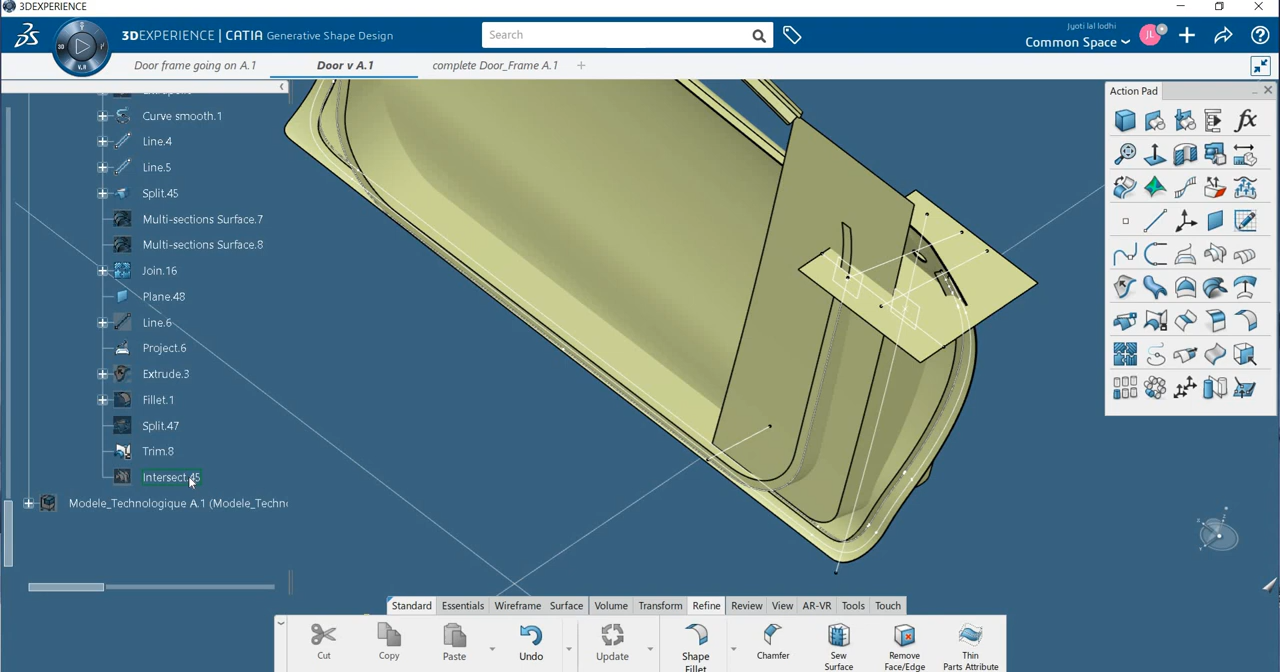 3DEXPERIENCE
3DEXPERIENCE | CATIA Generative Shape Design
Search
Jyoti lal lodhi
Common Space
JL
Door frame going on A.1
Door v A.1
complete Door_Frame A.1
Curve smooth.1
Line.4
Line.5
Split.45
Multi-sections Surface.7
Multi-sections Surface.8
Join.16
Plane.48
Line.6
Project.6
Extrude.3
Fillet.1
Split.47
Trim.8
Intersect.45
Modele_Technologique A.1 (Modele_Techno
Action Pad
fx
Standard Essentials Wireframe Surface Volume Transform Refine Review View AR-VR Tools Touch
Cut
Copy
Paste
Undo
Update
Shape Fillet
Chamfer
Sew Surface
Remove Face/Edge
Thin Parts Attribute